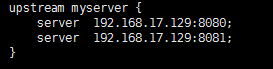 upstream myserver {
    server  192.168.17.129:8080;
    server  192.168.17.129:8081;
}